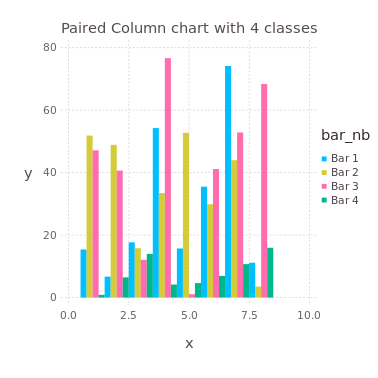 Paired Column chart with 4 classes
80
60
40
20
0
y
0.0 2.5 5.0 7.5 10.0
x
bar_nb
Bar 1
Bar 2
Bar 3
Bar 4